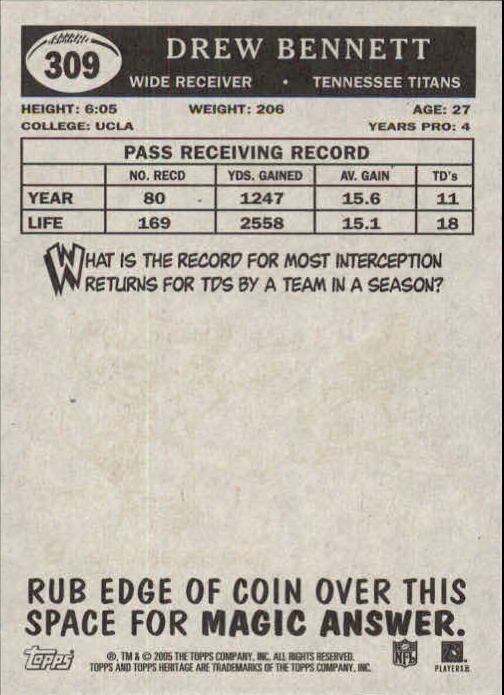 309
DREW BENNETT
WIDE RECEIVER • TENNESSEE TITANS
HEIGHT: 6:05 WEIGHT: 206 AGE: 27
COLLEGE: UCLA YEARS PRO: 4
PASS RECEIVING RECORD
NO. RECD YDS. GAINED AV. GAIN TD's
YEAR 80 1247 15.6 11
LIFE 169 2558 15.1 18
WHAT IS THE RECORD FOR MOST INTERCEPTION
RETURNS FOR TDS BY A TEAM IN A SEASON?
RUB EDGE OF COIN OVER THIS
SPACE FOR MAGIC ANSWER.
Topps
®, TM & © 2005 THE TOPPS COMPANY, INC. ALL RIGHTS RESERVED.
TOPPS AND TOPPS HERITAGE ARE TRADEMARKS OF THE TOPPS COMPANY, INC.
NFL
PLAYERS